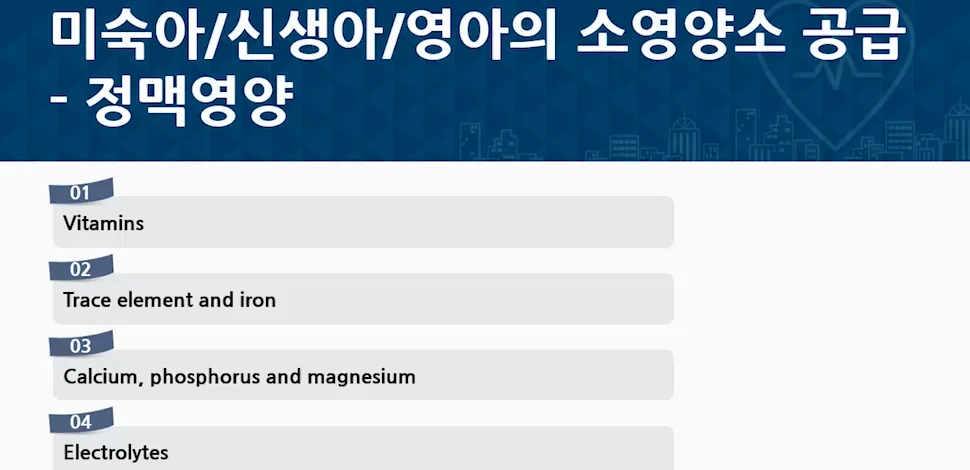 미숙아/신생아/영아의 소영양소 공급
- 정맥영양
01
Vitamins
02
Trace element and iron
03
Calcium, phosphorus and magnesium
04
Electrolytes